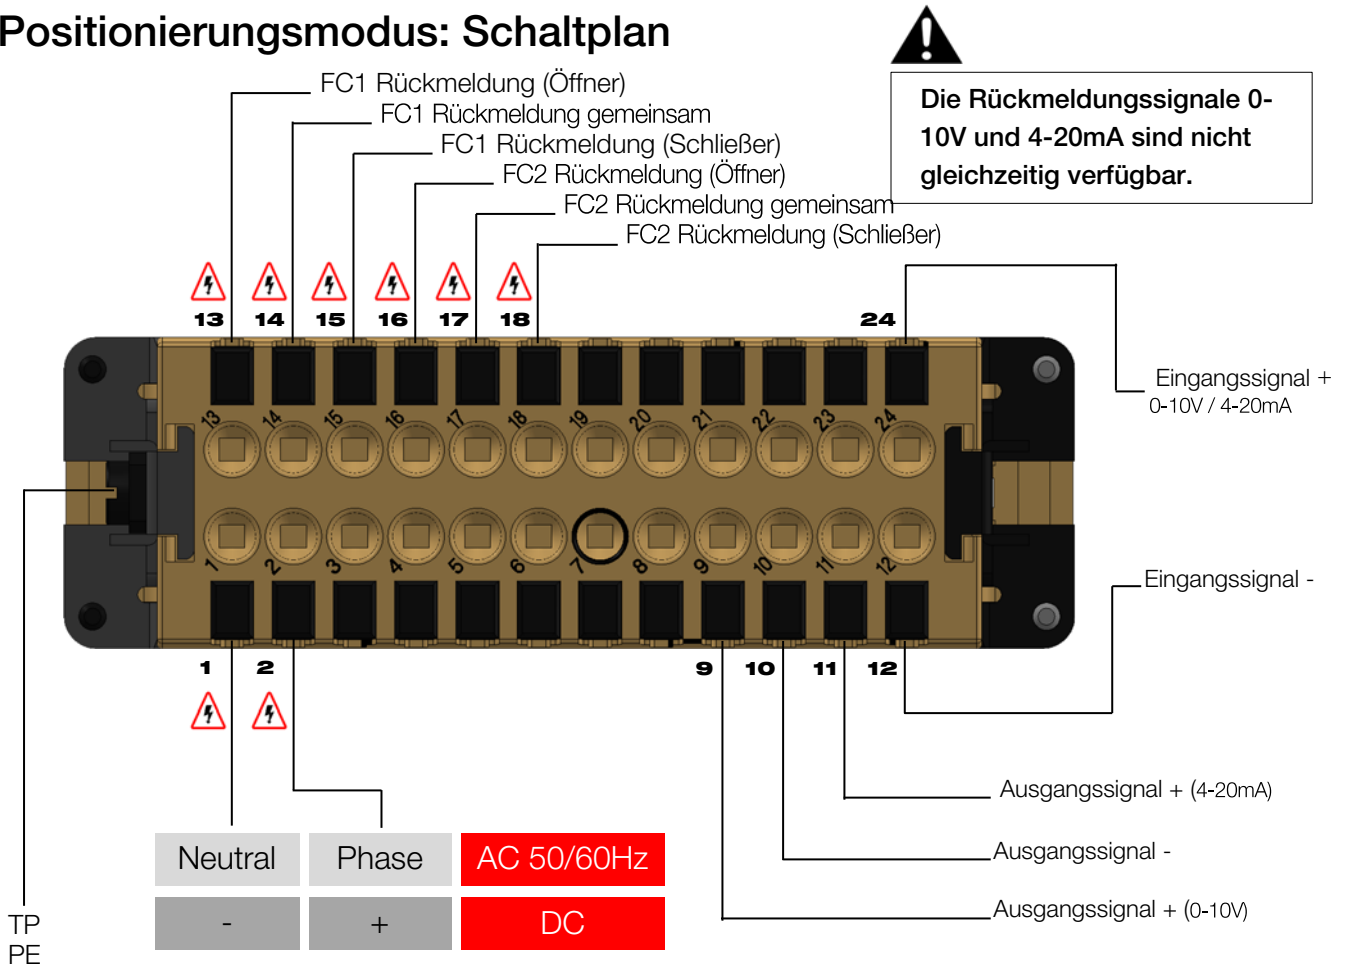 Positionierungsmodus: Schaltplan
Die Rückmeldungssignale 0-
10V und 4-20mA sind nicht
gleichzeitig verfügbar.
FC1 Rückmeldung (Öffner)
FC1 Rückmeldung gemeinsam
FC1 Rückmeldung (Schließer)
FC2 Rückmeldung (Öffner)
FC2 Rückmeldung gemeinsam
FC2 Rückmeldung (Schließer)
13 14 15 16 17 18 24
Eingangssignal +
0-10V / 4-20mA
13 14 15 16 17 18 19 20 21 22 23 24
1 2 3 4 5 6 7 8 9 10 11 12
Eingangssignal -
1 2 9 10 11 12
Ausgangssignal + (4-20mA)
Ausgangssignal -
Ausgangssignal + (0-10V)
Neutral Phase AC 50/60Hz
- + DC
TP
PE